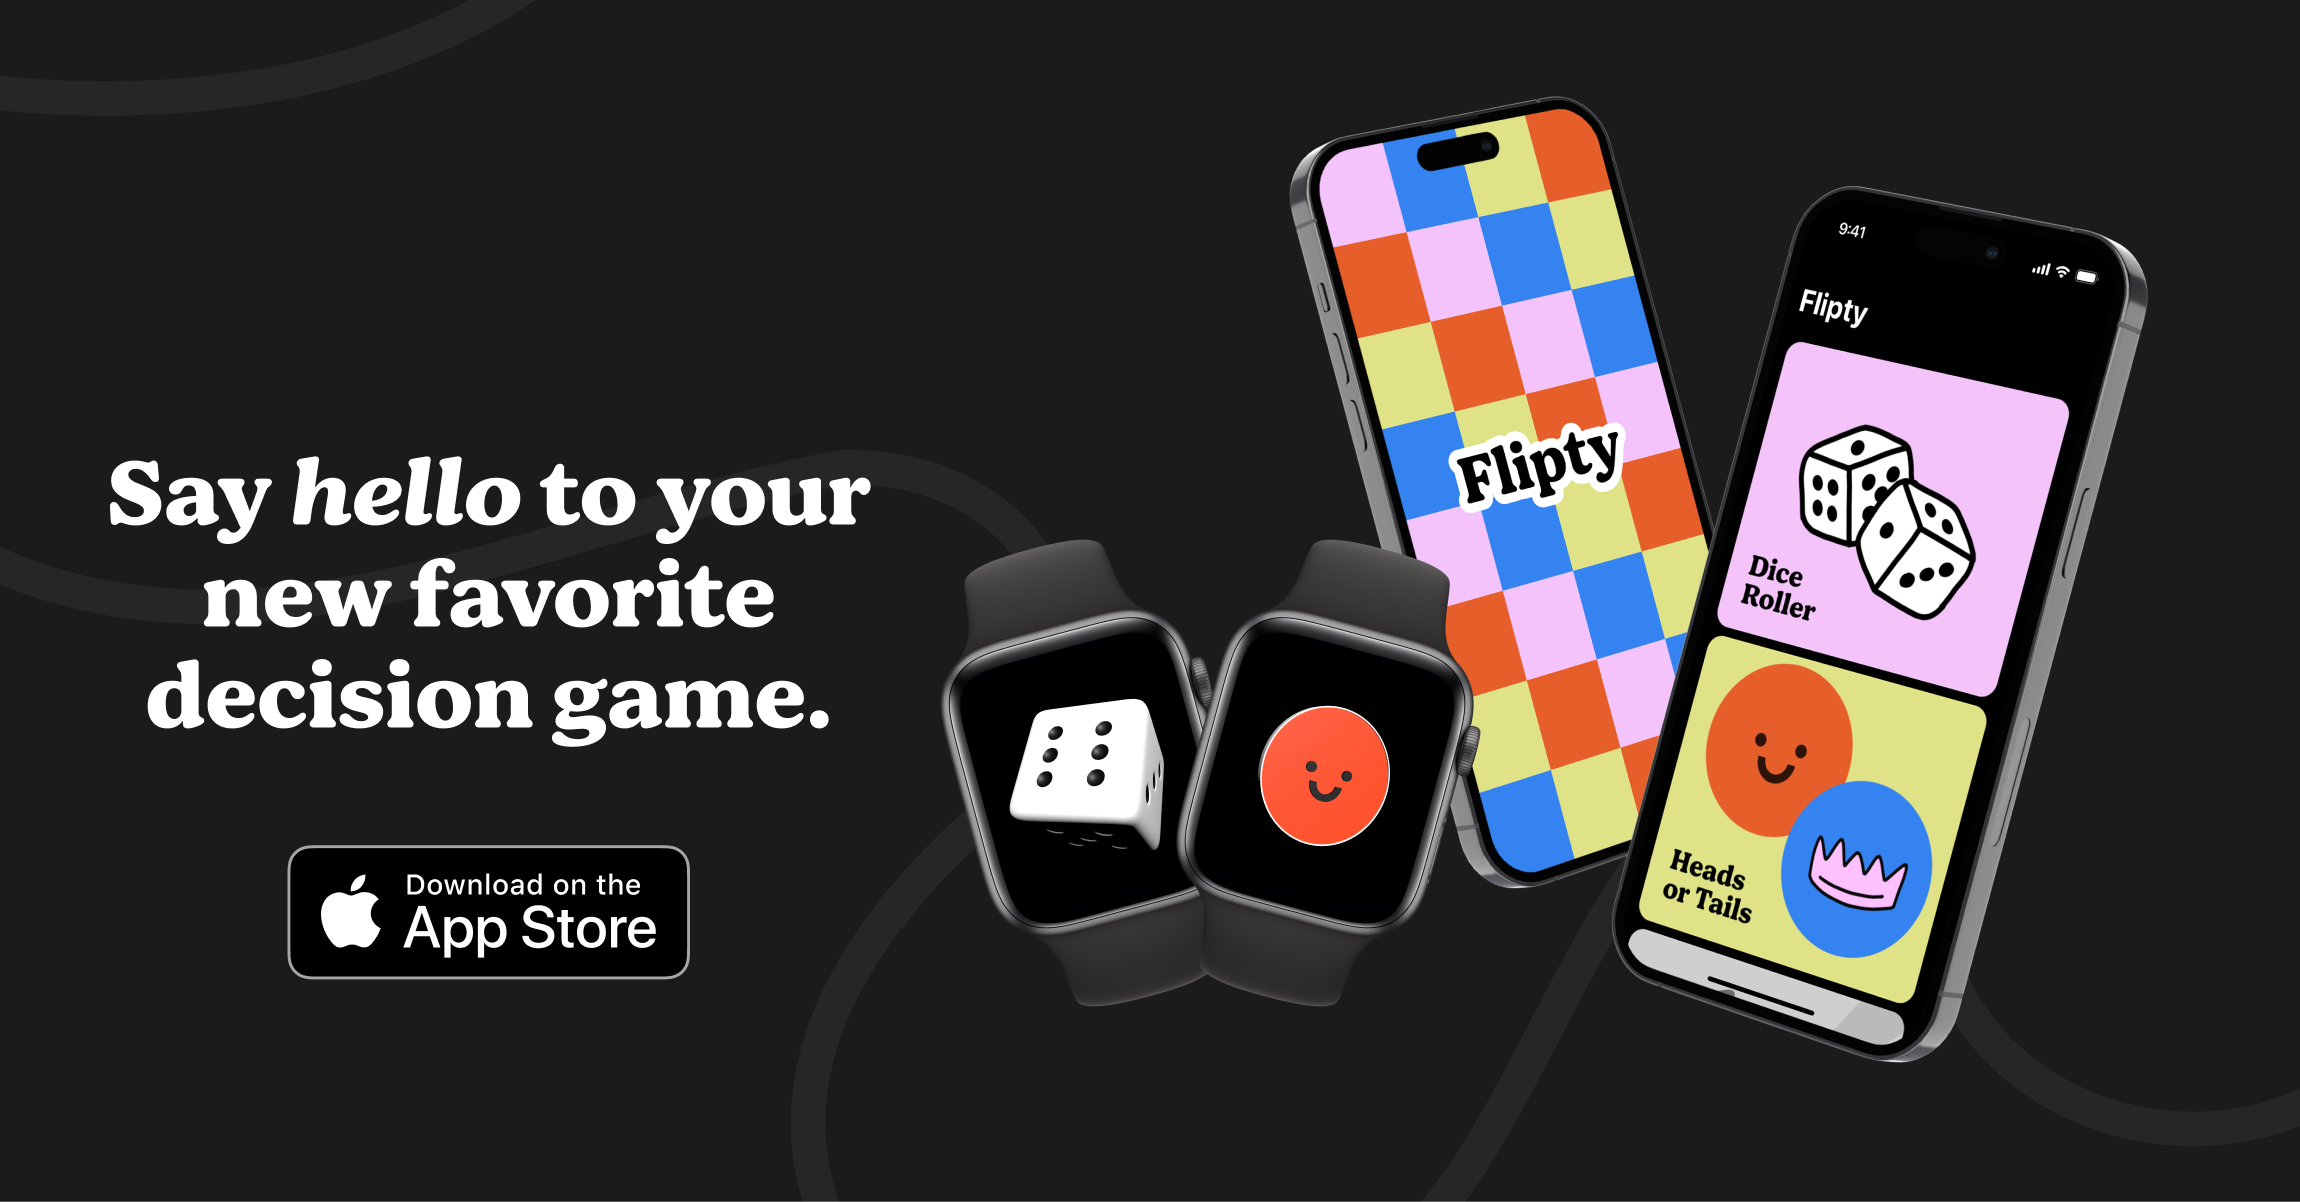 Say hello to your
new favorite
decision game.
Download on the
App Store
Flipty
9:41
Flipty
Dice
Roller
Heads
or Tails